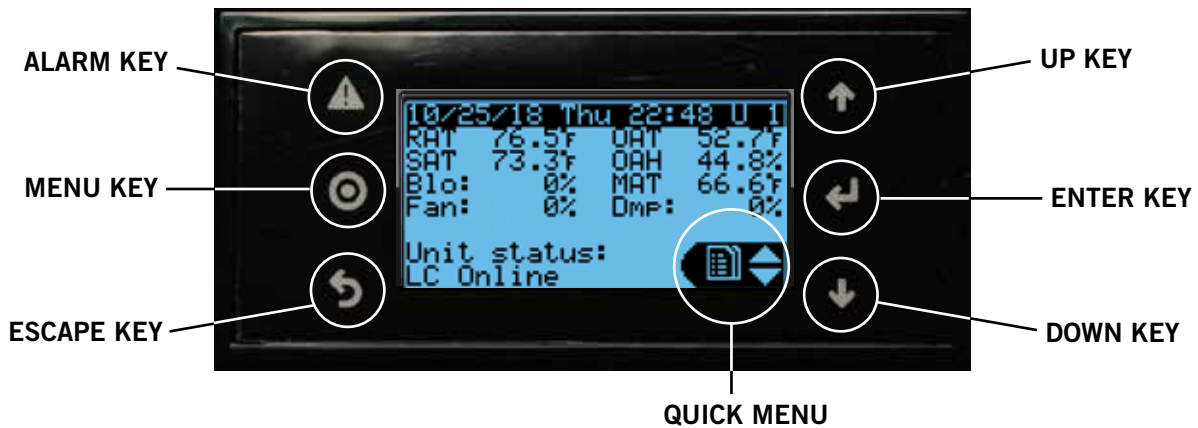 ALARM KEY
MENU KEY
ESCAPE KEY
10/25/18 Thu 22:48 U 1
RAT 76.5°F OAT 52.7°F
SAT 73.3°F OAH 44.8%
Blo: 0% MAT 66.6°F
Fan: 0% Dmp: 0%
Unit status:
LC Online
UP KEY
ENTER KEY
DOWN KEY
QUICK MENU